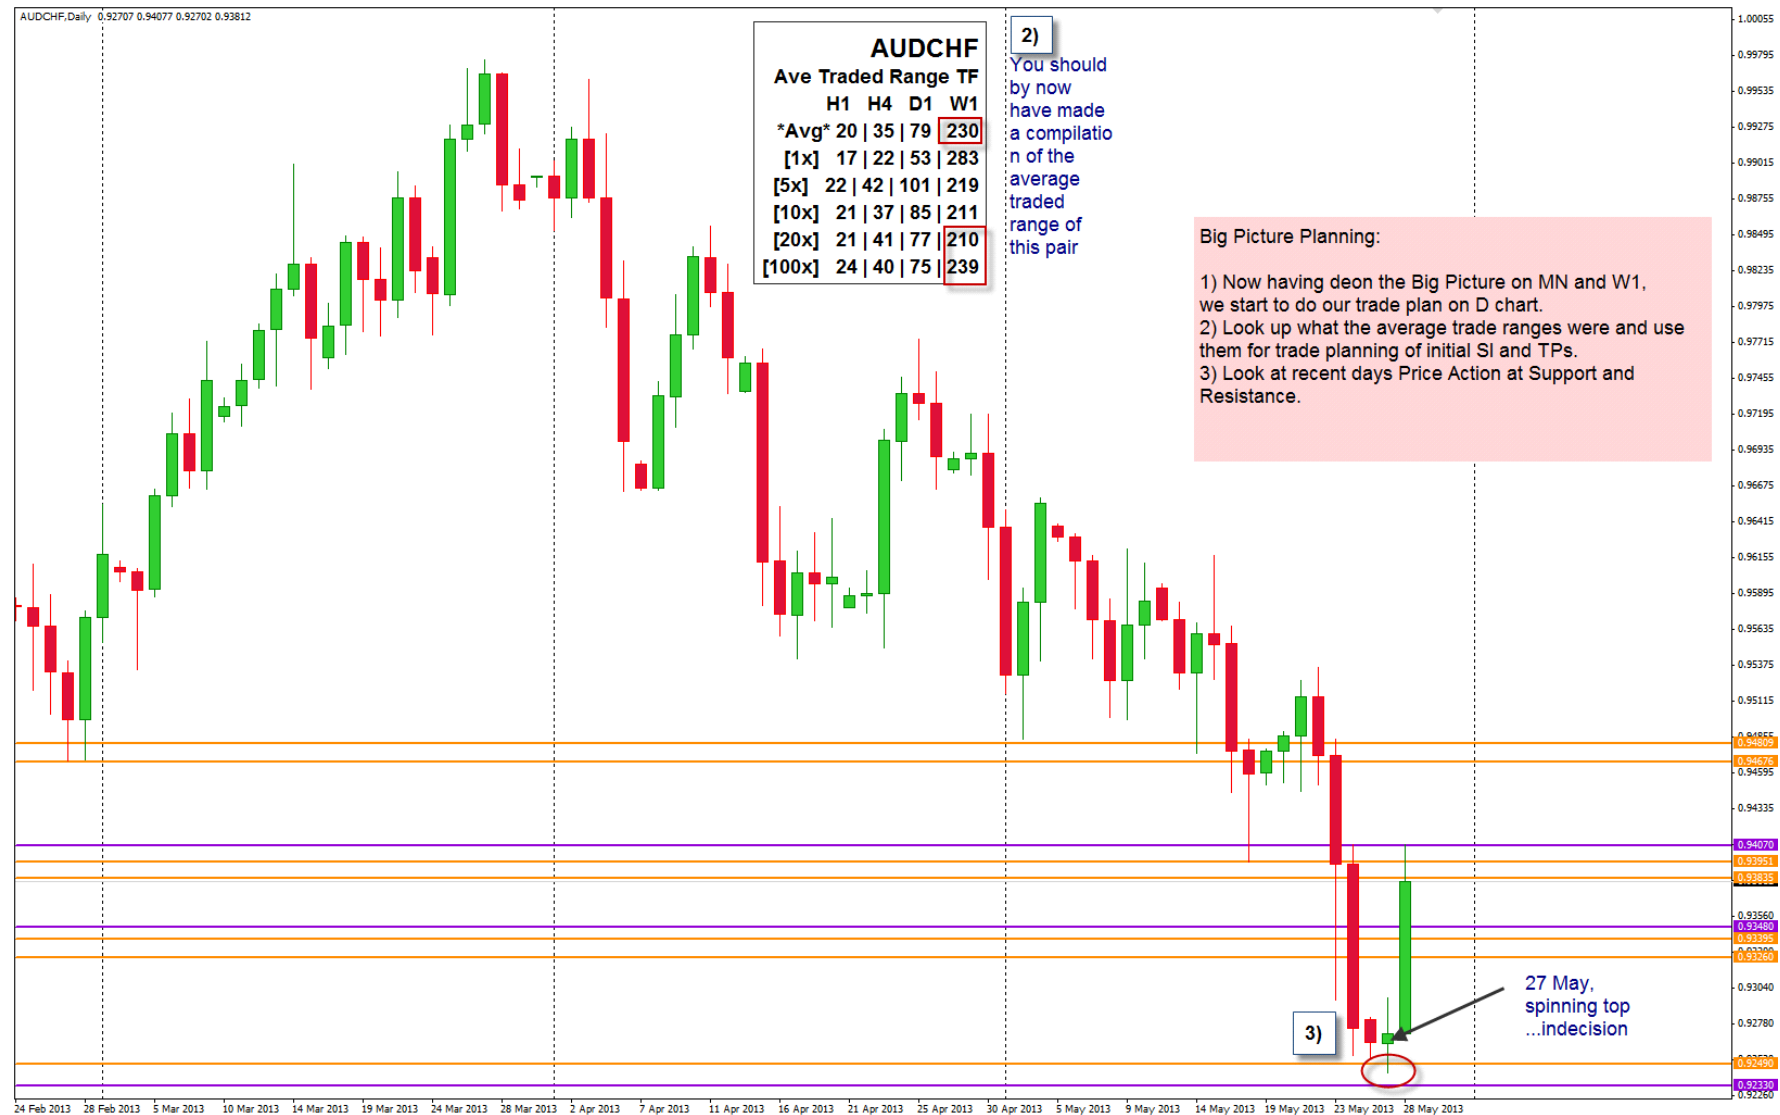 AUDCHF,Daily 0.92707 0.94077 0.92702 0.93812
AUDCHF
Ave Traded Range TF
H1 H4 D1 W1
*Avg* 20 | 35 | 79 | 230
[1x] 17 | 22 | 53 | 283
[5x] 22 | 42 | 101 | 219
[10x] 21 | 37 | 85 | 211
[20x] 21 | 41 | 77 | 210
[100x] 24 | 40 | 75 | 239
2)
You should
by now
have made
a compilatio
n of the
average
traded
range of
this pair
Big Picture Planning:
1) Now having deon the Big Picture on MN and W1,
we start to do our trade plan on D chart.
2) Look up what the average trade ranges were and use
them for trade planning of initial Sl and TPs.
3) Look at recent days Price Action at Support and
Resistance.
27 May,
spinning top
...indecision
3)
1.00055
0.99795
0.99535
0.99275
0.99015
0.98755
0.98495
0.98235
0.97975
0.97715
0.97455
0.97195
0.96935
0.96675
0.96415
0.96155
0.95895
0.95635
0.95375
0.95115
0.94855
0.94809
0.94676
0.94595
0.94335
0.94070
0.93951
0.93835
0.93560
0.93480
0.93395
0.93260
0.93040
0.92780
0.92490
0.92330
0.92260
24 Feb 2013 28 Feb 2013 5 Mar 2013 10 Mar 2013 14 Mar 2013 19 Mar 2013 24 Mar 2013 28 Mar 2013 2 Apr 2013 7 Apr 2013 11 Apr 2013 16 Apr 2013 21 Apr 2013 25 Apr 2013 30 Apr 2013 5 May 2013 9 May 2013 14 May 2013 19 May 2013 23 May 2013 28 May 2013